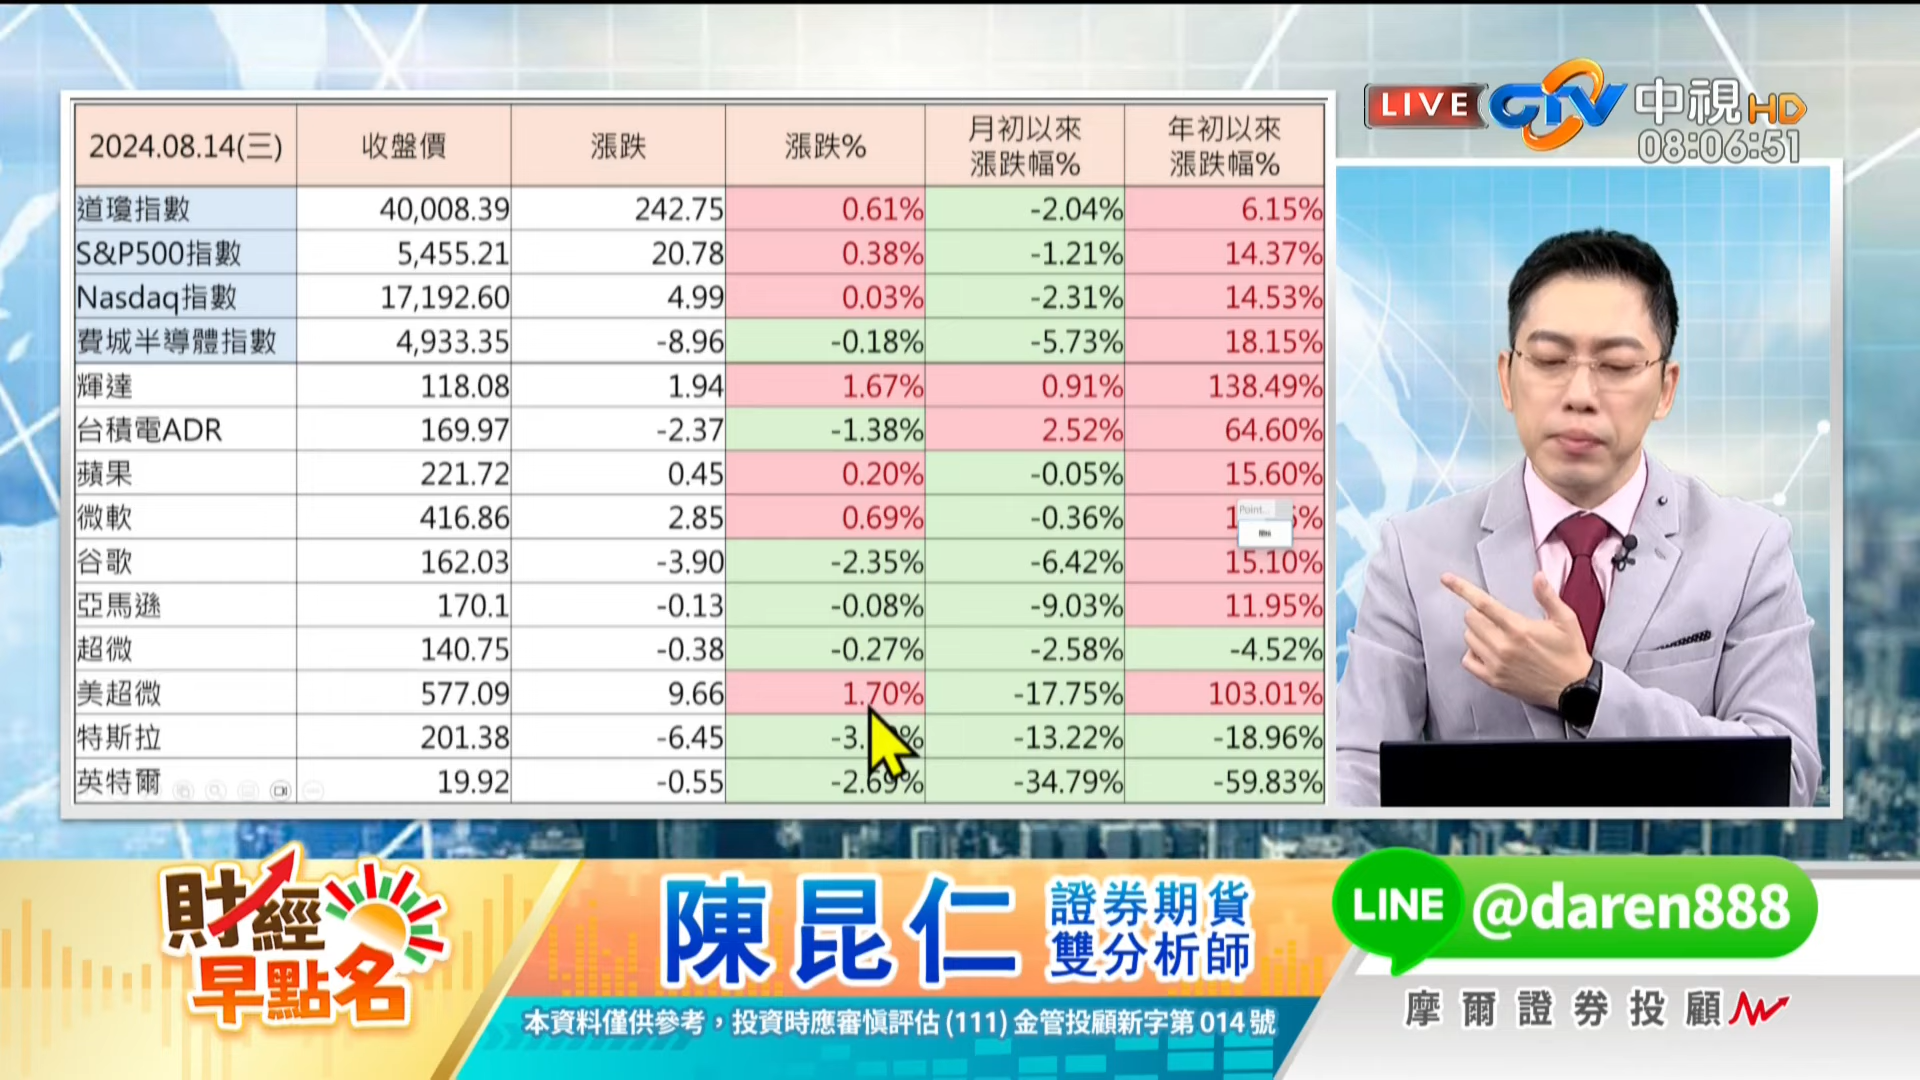 LIVE CTV 中視 HD
08:06:51
2024.08.14(三) 收盤價 漲跌 漲跌% 月初以來 漲跌幅% 年初以來 漲跌幅%
道瓊指數 40,008.39 242.75 0.61% -2.04% 6.15%
S&P500指數 5,455.21 20.78 0.38% -1.21% 14.37%
Nasdaq指數 17,192.60 4.99 0.03% -2.31% 14.53%
費城半導體指數 4,933.35 -8.96 -0.18% -5.73% 18.15%
輝達 118.08 1.94 1.67% 0.91% 138.49%
台積電ADR 169.97 -2.37 -1.38% 2.52% 64.60%
蘋果 221.72 0.45 0.20% -0.05% 15.60%
微軟 416.86 2.85 0.69% -0.36%
Point...
谷歌 162.03 -3.90 -2.35% -6.42% 15.10%
亞馬遜 170.1 -0.13 -0.08% -9.03% 11.95%
超微 140.75 -0.38 -0.27% -2.58% -4.52%
美超微 577.09 9.66 1.70% -17.75% 103.01%
特斯拉 201.38 -6.45 -13.22% -18.96%
英特爾 19.92 -0.55 -2.69% -34.79% -59.83%
財經
早點名
陳昆仁
證券期貨
雙分析師
本資料僅供參考，投資時應審慎評估 (111) 金管投顧新字第 014 號
LINE @daren888
摩爾證券投顧